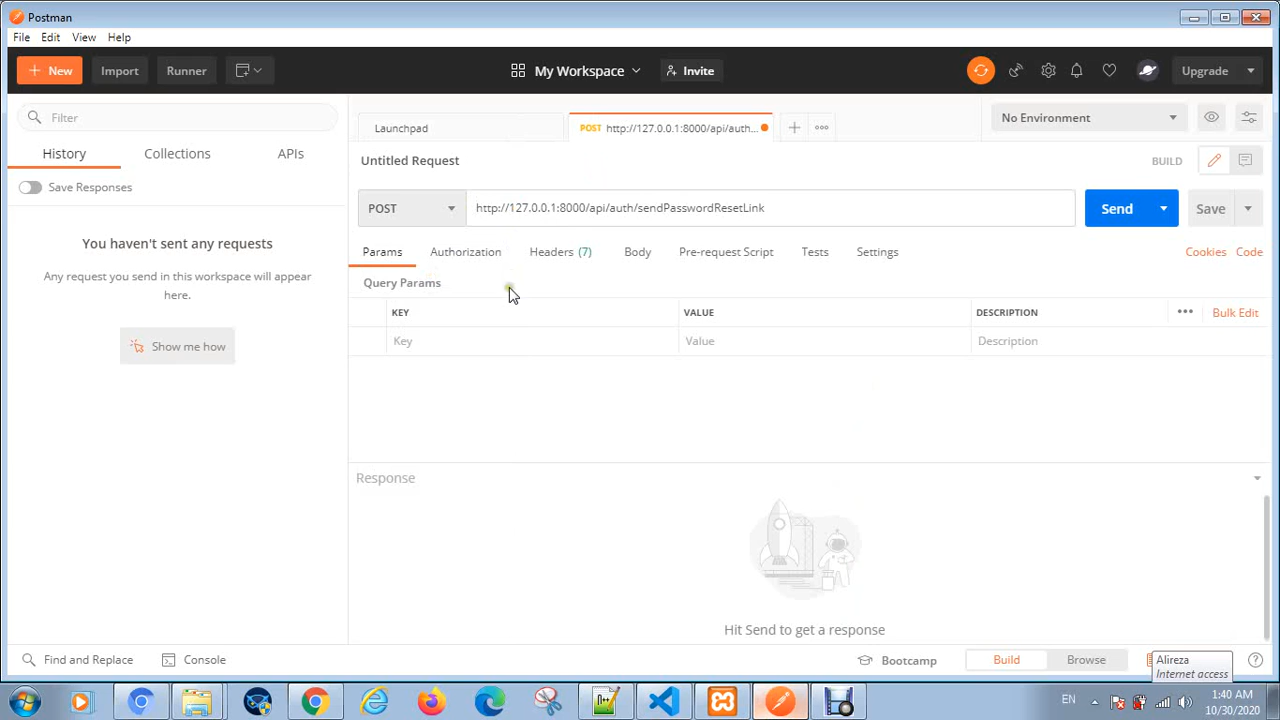 Postman
File Edit View Help
New Import Runner My Workspace Invite Upgrade
Filter
History Collections APIs
Save Responses
You haven't sent any requests
Any request you send in this workspace will appear
here.
Show me how
Launchpad POST http://127.0.0.1:8000/api/auth... No Environment
Untitled Request BUILD
POST http://127.0.0.1:8000/api/auth/sendPasswordResetLink Send Save
Params Authorization Headers (7) Body Pre-request Script Tests Settings Cookies Code
Query Params
KEY VALUE DESCRIPTION Bulk Edit
Key Value Description
Response
Hit Send to get a response
Find and Replace Console Bootcamp Build Browse
Alireza
Internet access
EN 1:40 AM
10/30/2020